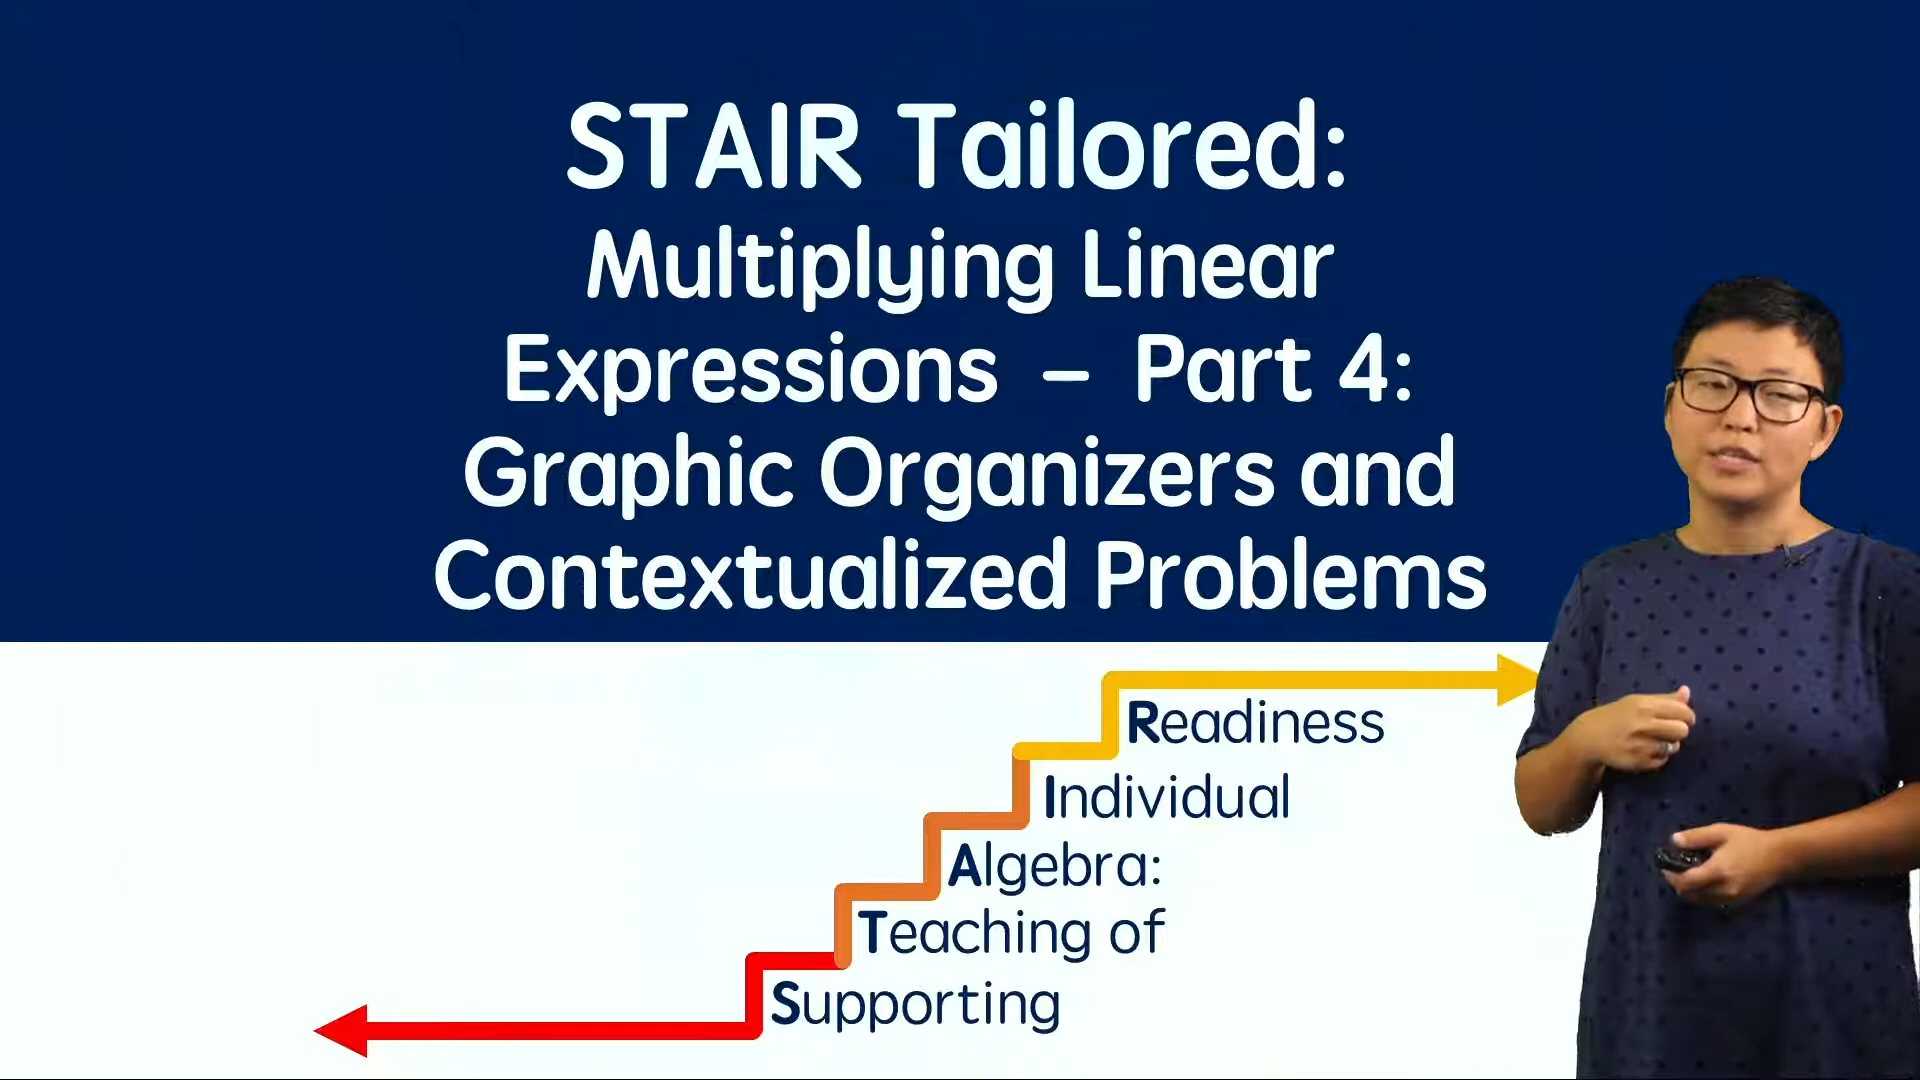 STAIR Tailored:
Multiplying Linear
Expressions – Part 4:
Graphic Organizers and
Contextualized Problems
Readiness
Individual
Algebra:
Teaching of
Supporting